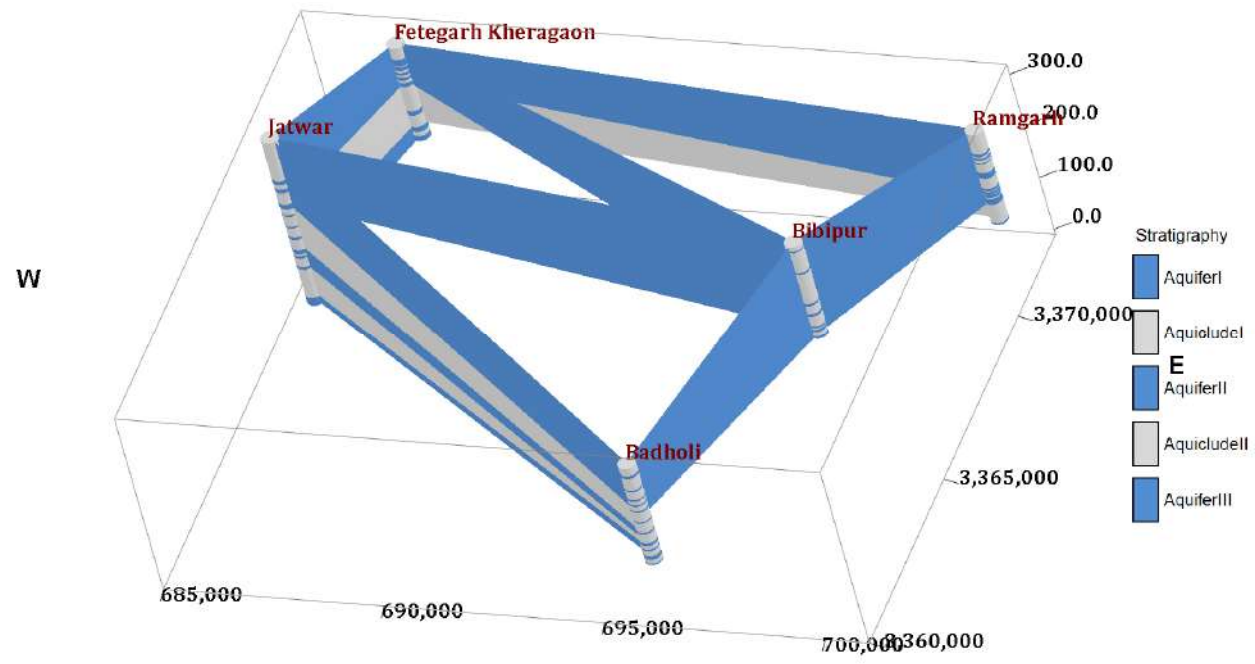 Fetegarh Kheragaon
300.0
Jatwar
200.0
Ramgarh
100.0
0.0
Bibipur
Stratigraphy
W
AquiferI
3,370,000
AquicludeI
E
AquiferII
AquicludeII
Badholi
3,365,000
AquiferIII
685,000
690,000
695,000
700,000
3,360,000